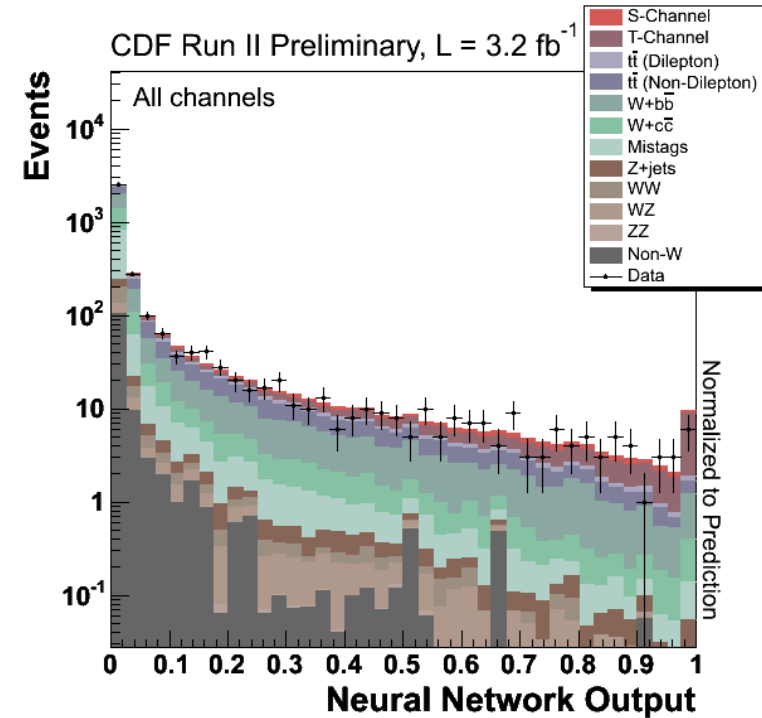 CDF Run II Preliminary, L = 3.2 fb⁻¹
All channels
S-Channel
T-Channel
tt̄ (Dilepton)
tt̄ (Non-Dilepton)
W+bb̄
W+cc̄
Mistags
Z+jets
WW
WZ
ZZ
Non-W
Data
Events
10⁴
10³
10²
10
1
10⁻¹
0 0.1 0.2 0.3 0.4 0.5 0.6 0.7 0.8 0.9 1
Neural Network Output
Normalized to Prediction